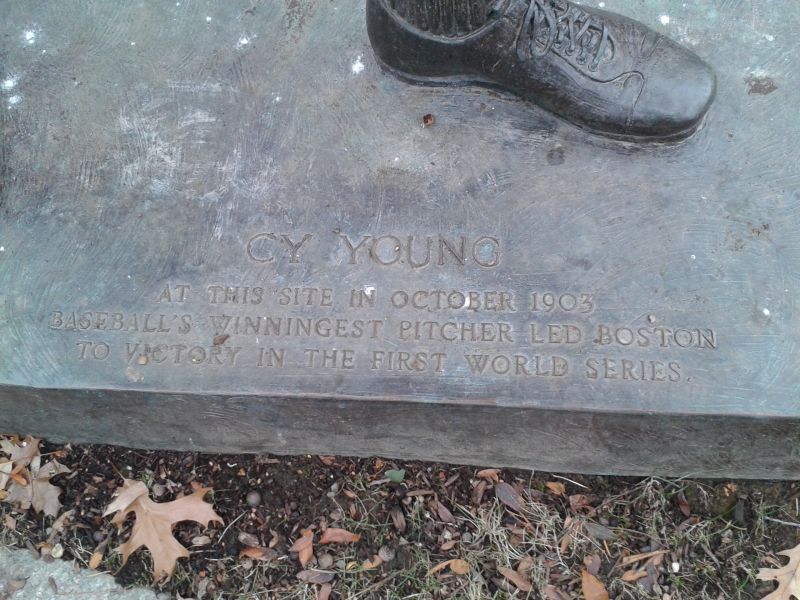 CY YOUNG
AT THIS SITE IN OCTOBER 1903
BASEBALL'S WINNINGEST PITCHER LED BOSTON
TO VICTORY IN THE FIRST WORLD SERIES.